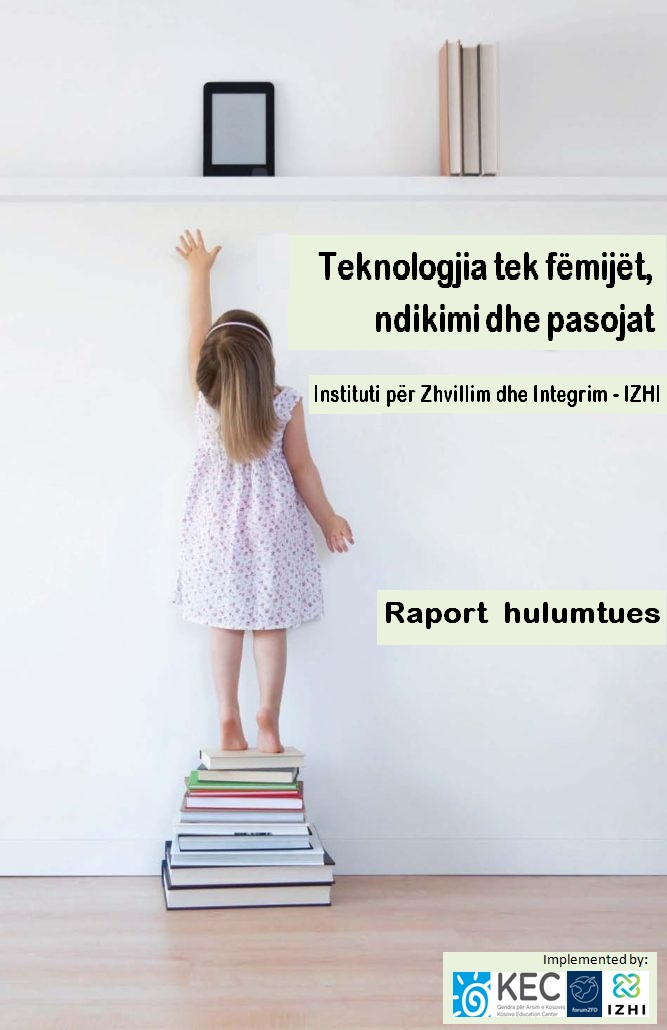 Teknologjia tek fëmijët,
ndikimi dhe pasojat
Instituti për Zhvillim dhe Integrim - IZHI
Raport hulumtues
Implemented by:
KEC
Qendra për Arsim e Kosovës
Kosova Education Center
forumZFD
IZHI